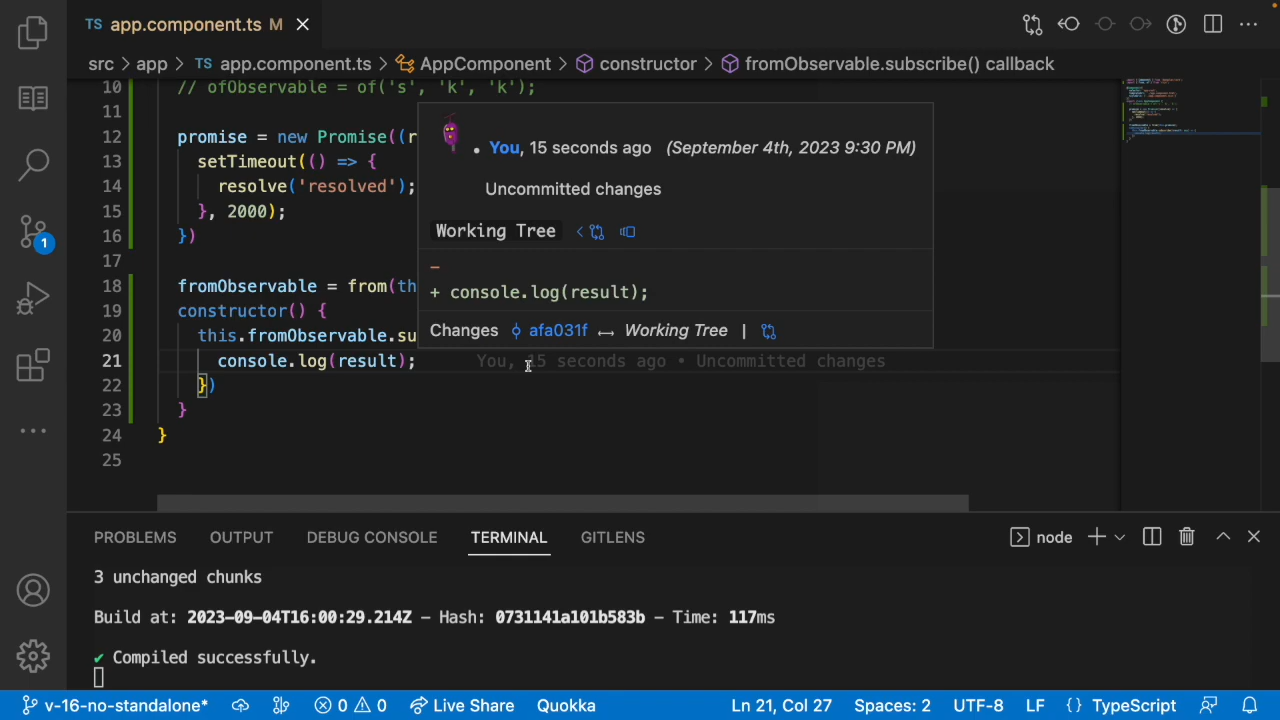 TS app.component.ts M
src > app > TS app.component.ts > AppComponent > constructor > fromObservable.subscribe() callback
10 // ofObservable = of('s', 'k', 'k');
11
12 promise = new Promise((r
13 setTimeout(() => {
14 resolve('resolved');
15 }, 2000);
16 })
17
18 fromObservable = from(th
19 constructor() {
20 this.fromObservable.su
21 console.log(result); You, 15 seconds ago • Uncommitted changes
22 })
23 }
24 }
25
• You, 15 seconds ago (September 4th, 2023 9:30 PM)
Uncommitted changes
Working Tree
–
+ console.log(result);
Changes afa031f ↔ Working Tree |
1
PROBLEMS OUTPUT DEBUG CONSOLE TERMINAL GITLENS node
3 unchanged chunks
Build at: 2023-09-04T16:00:29.214Z - Hash: 0731141a101b583b - Time: 117ms
✔ Compiled successfully.
v-16-no-standalone* 0 0 Live Share Quokka Ln 21, Col 27 Spaces: 2 UTF-8 LF {} TypeScript